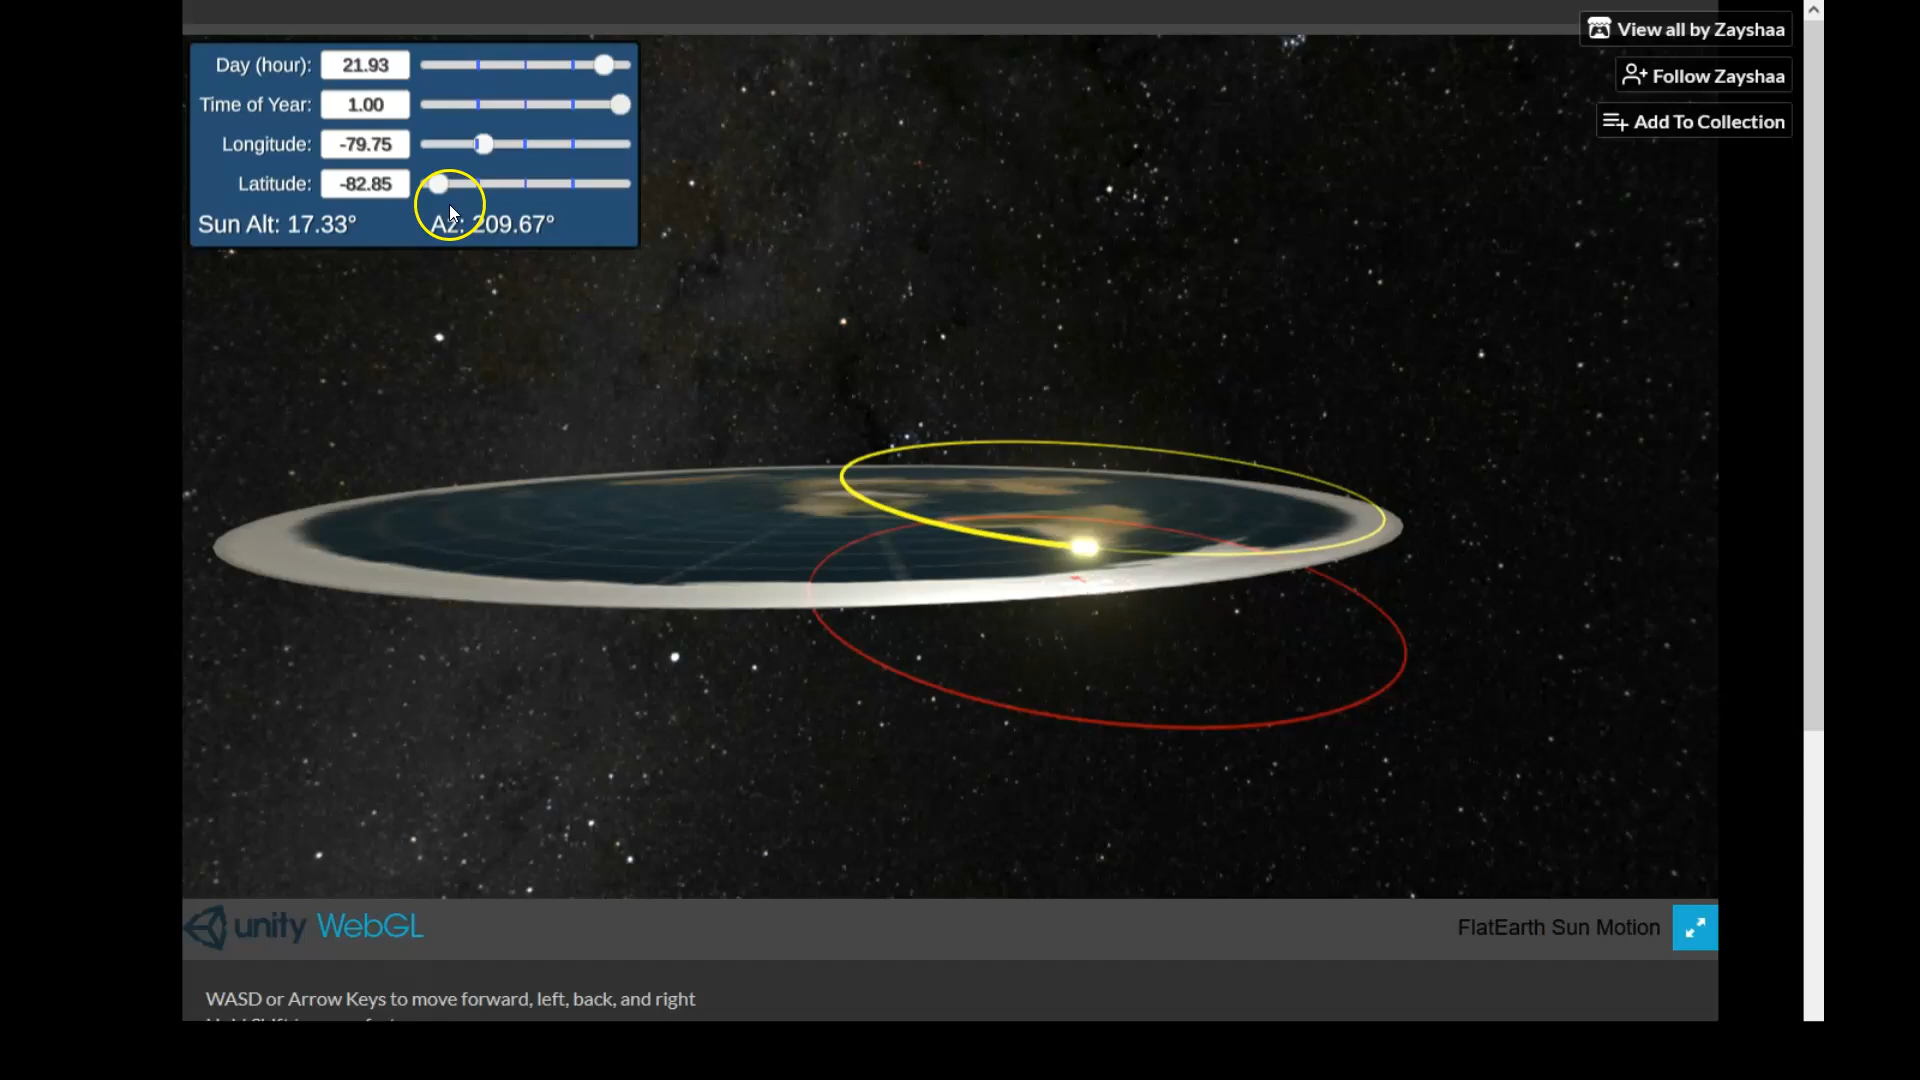 View all by Zayshaa
Follow Zayshaa
Add To Collection
Day (hour): 21.93
Time of Year: 1.00
Longitude: -79.75
Latitude: -82.85
Sun Alt: 17.33° Az: 209.67°
unity WebGL
FlatEarth Sun Motion
WASD or Arrow Keys to move forward, left, back, and right